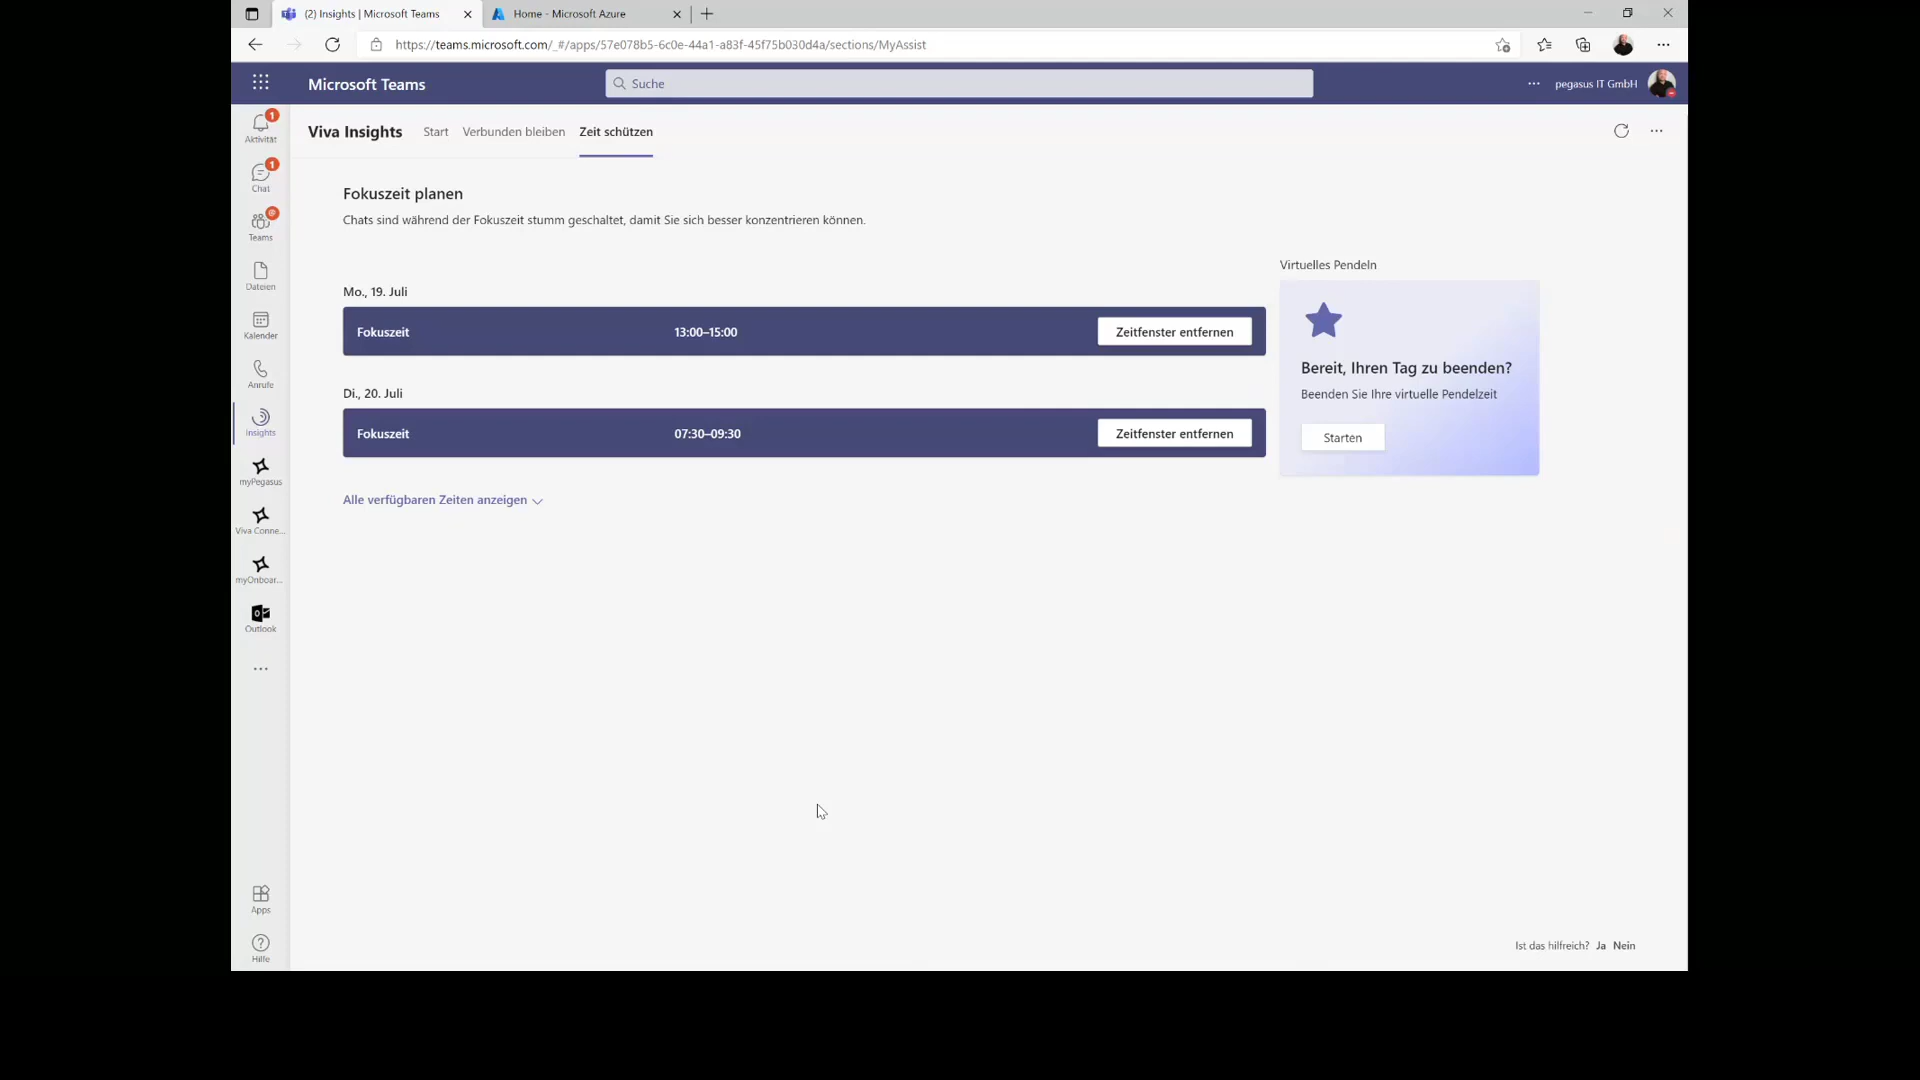 (2) Insights | Microsoft Teams
Home - Microsoft Azure
https://teams.microsoft.com/_#/apps/57e078b5-6c0e-44a1-a83f-45f75b030d4a/sections/MyAssist
Microsoft Teams
Suche
pegasus IT GmbH
Viva Insights
Start
Verbunden bleiben
Zeit schützen
1
Aktivität
1
Chat
@
Teams
Dateien
Kalender
Anrufe
Insights
myPegasus
Viva Conne...
myOnboar...
Outlook
Apps
Hilfe
Fokuszeit planen
Chats sind während der Fokuszeit stumm geschaltet, damit Sie sich besser konzentrieren können.
Mo., 19. Juli
Fokuszeit 13:00–15:00 Zeitfenster entfernen
Di., 20. Juli
Fokuszeit 07:30–09:30 Zeitfenster entfernen
Alle verfügbaren Zeiten anzeigen
Virtuelles Pendeln
Bereit, Ihren Tag zu beenden?
Beenden Sie Ihre virtuelle Pendelzeit
Starten
Ist das hilfreich? Ja Nein